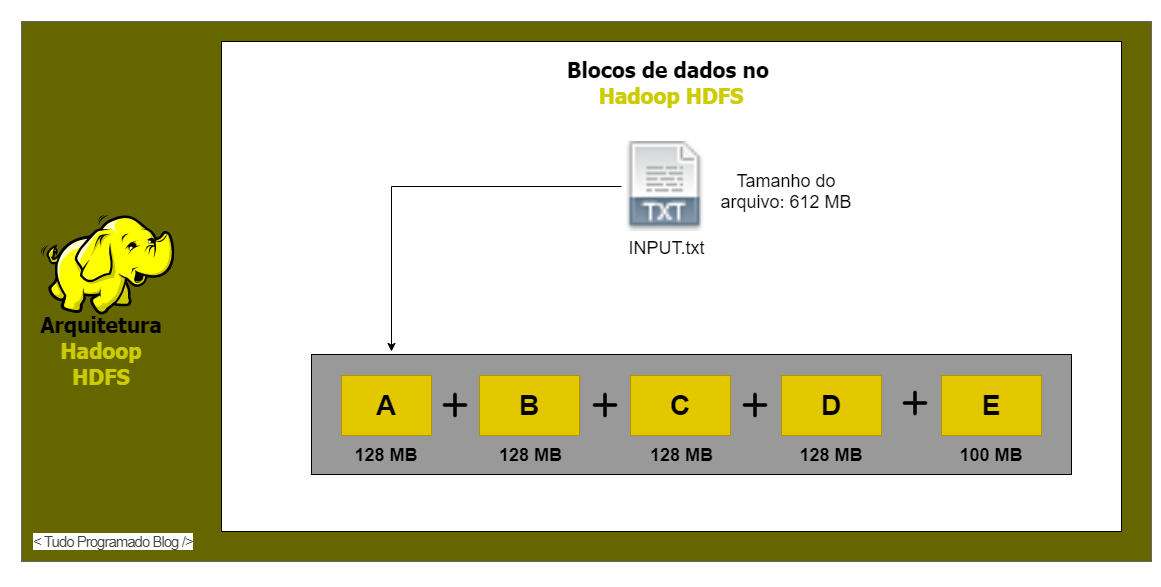 Blocos de dados no
Hadoop HDFS
TXT
Tamanho do
arquivo: 612 MB
INPUT.txt
Arquitetura
Hadoop
HDFS
A + B + C + D + E
128 MB 128 MB 128 MB 128 MB 100 MB
< Tudo Programado Blog />